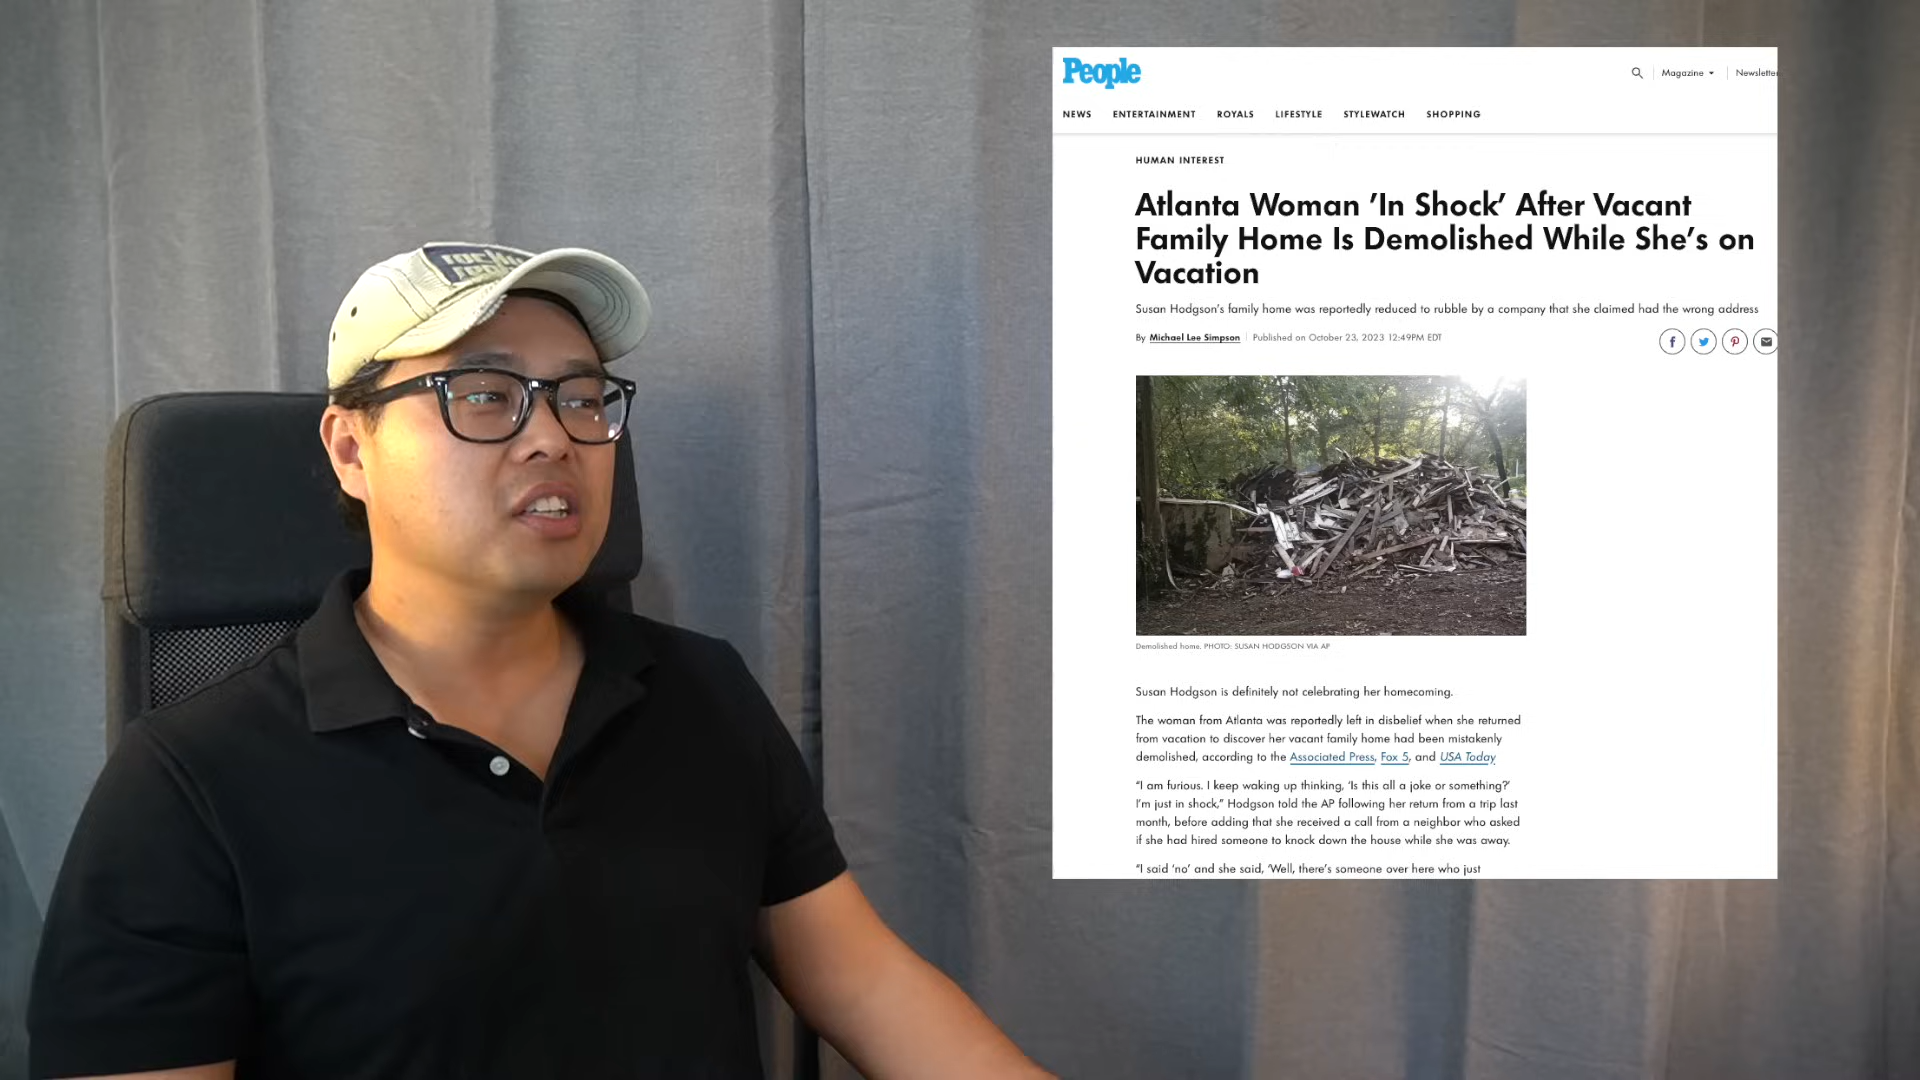 People
Magazine
Newsletter
NEWS ENTERTAINMENT ROYALS LIFESTYLE STYLEWATCH SHOPPING
HUMAN INTEREST
Atlanta Woman 'In Shock' After Vacant
Family Home Is Demolished While She's on
Vacation
Susan Hodgson's family home was reportedly reduced to rubble by a company that she claimed had the wrong address
By Michael Lee Simpson Published on October 23, 2023 12:49PM EDT
Demolished home. PHOTO: SUSAN HODGSON VIA AP
Susan Hodgson is definitely not celebrating her homecoming.
The woman from Atlanta was reportedly left in disbelief when she returned
from vacation to discover her vacant family home had been mistakenly
demolished, according to the Associated Press, Fox 5, and USA Today
"I am furious. I keep waking up thinking, 'Is this all a joke or something?'
I'm just in shock," Hodgson told the AP following her return from a trip last
month, before adding that she received a call from a neighbor who asked
if she had hired someone to knock down the house while she was away.
"I said 'no' and she said, 'Well, there's someone over here who just